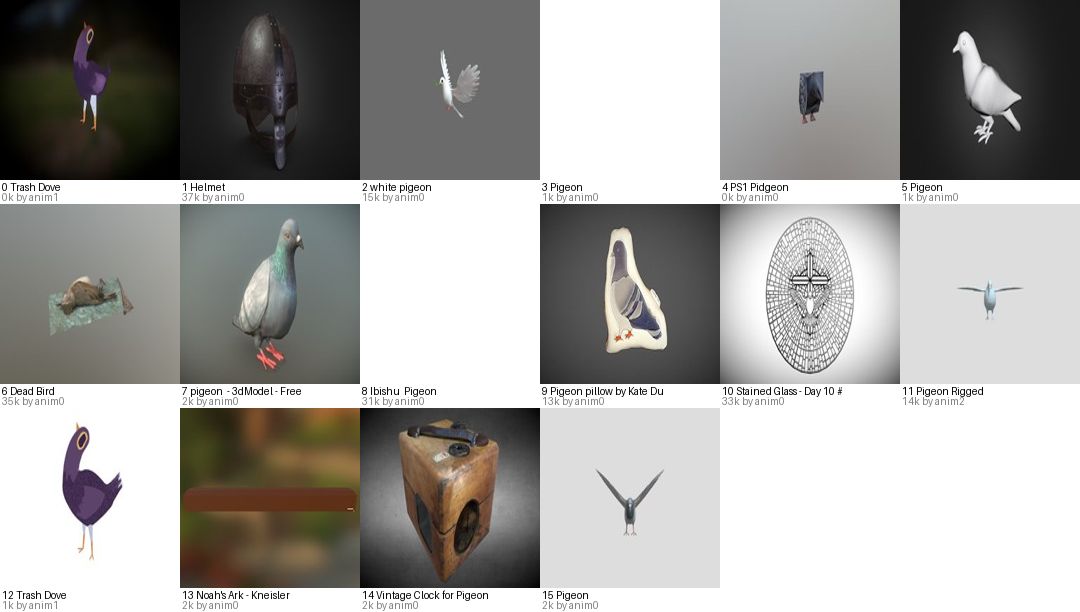 0 Trash Dove
0k by anim1
1 Helmet
37k by anim0
2 white pigeon
15k by anim0
3 Pigeon
1k by anim0
4 PS1 Pidgeon
0k by anim0
5 Pigeon
1k by anim0
6 Dead Bird
35k by anim0
7 pigeon - 3dModel - Free
2k by anim0
8 Ibishu Pigeon
31k by anim0
9 Pigeon pillow by Kate Du
13k by anim0
10 Stained Glass - Day 10 #
33k by anim0
11 Pigeon Rigged
14k by anim2
12 Trash Dove
1k by anim1
13 Noah's Ark - Kneisler
2k by anim0
14 Vintage Clock for Pigeon
2k by anim0
15 Pigeon
2k by anim0